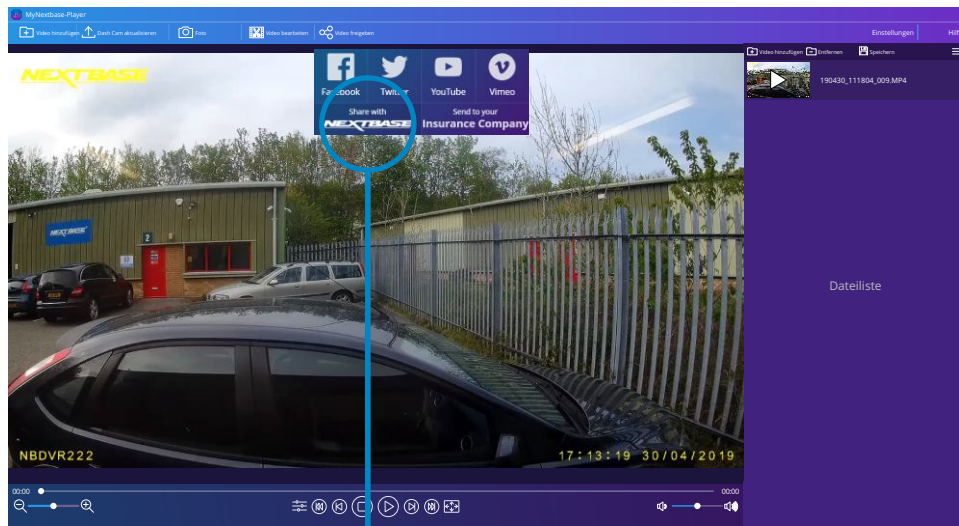 MyNextbase-Player
Video hinzufügen Dash Cam aktualisieren Foto Video bearbeiten Video freigeben Einstellungen Hilf
Video hinzufügen Entfernen Speichern
NEXTBASE
Facebook Twitter YouTube Vimeo
Share with Send to your
NEXTBASE Insurance Company
190430_111804_009.MP4
NEXTBASE
2
Dateiliste
NBDVR222 17:13:19 30/04/2019
00:00 00:00